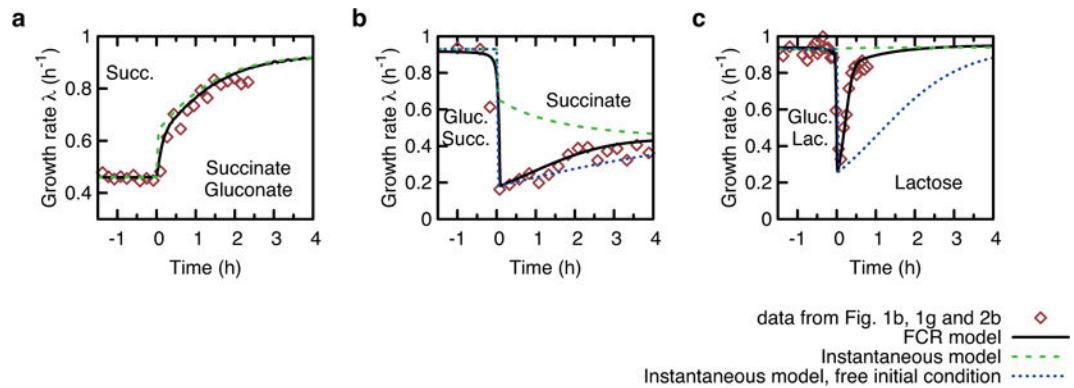 a
Growth rate λ (h⁻¹)
1
0.8
0.6
0.4
Succ.
Succinate
Gluconate
-1 0 1 2 3 4
Time (h)
b
Growth rate λ (h⁻¹)
1
0.8
0.6
0.4
0.2
0
Gluc.
Succ.
Succinate
-1 0 1 2 3 4
Time (h)
c
Growth rate λ (h⁻¹)
1
0.8
0.6
0.4
0.2
0
Gluc.
Lac.
Lactose
-1 0 1 2 3 4
Time (h)
data from Fig. 1b, 1g and 2b
FCR model
Instantaneous model
Instantaneous model, free initial condition